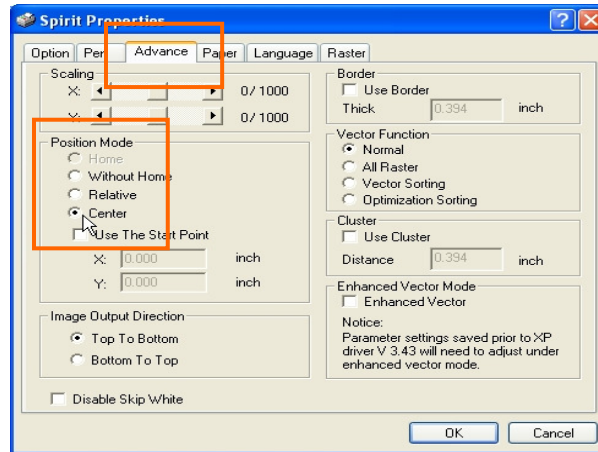 Spirit Properties
Option Pen Advance Paper Language Raster
Scaling
X: 0/ 1000
Y: 0/ 1000
Position Mode
Home
Without Home
Relative
Center
Use The Start Point
X: 0.000 inch
Y: 0.000 inch
Image Output Direction
Top To Bottom
Bottom To Top
Disable Skip White
Border
Use Border
Thick 0.394 inch
Vector Function
Normal
All Raster
Vector Sorting
Optimization Sorting
Cluster
Use Cluster
Distance 0.394 inch
Enhanced Vector Mode
Enhanced Vector
Notice:
Parameter settings saved prior to XP
driver V 3.43 will need to adjust under
enhanced vector mode.
OK Cancel